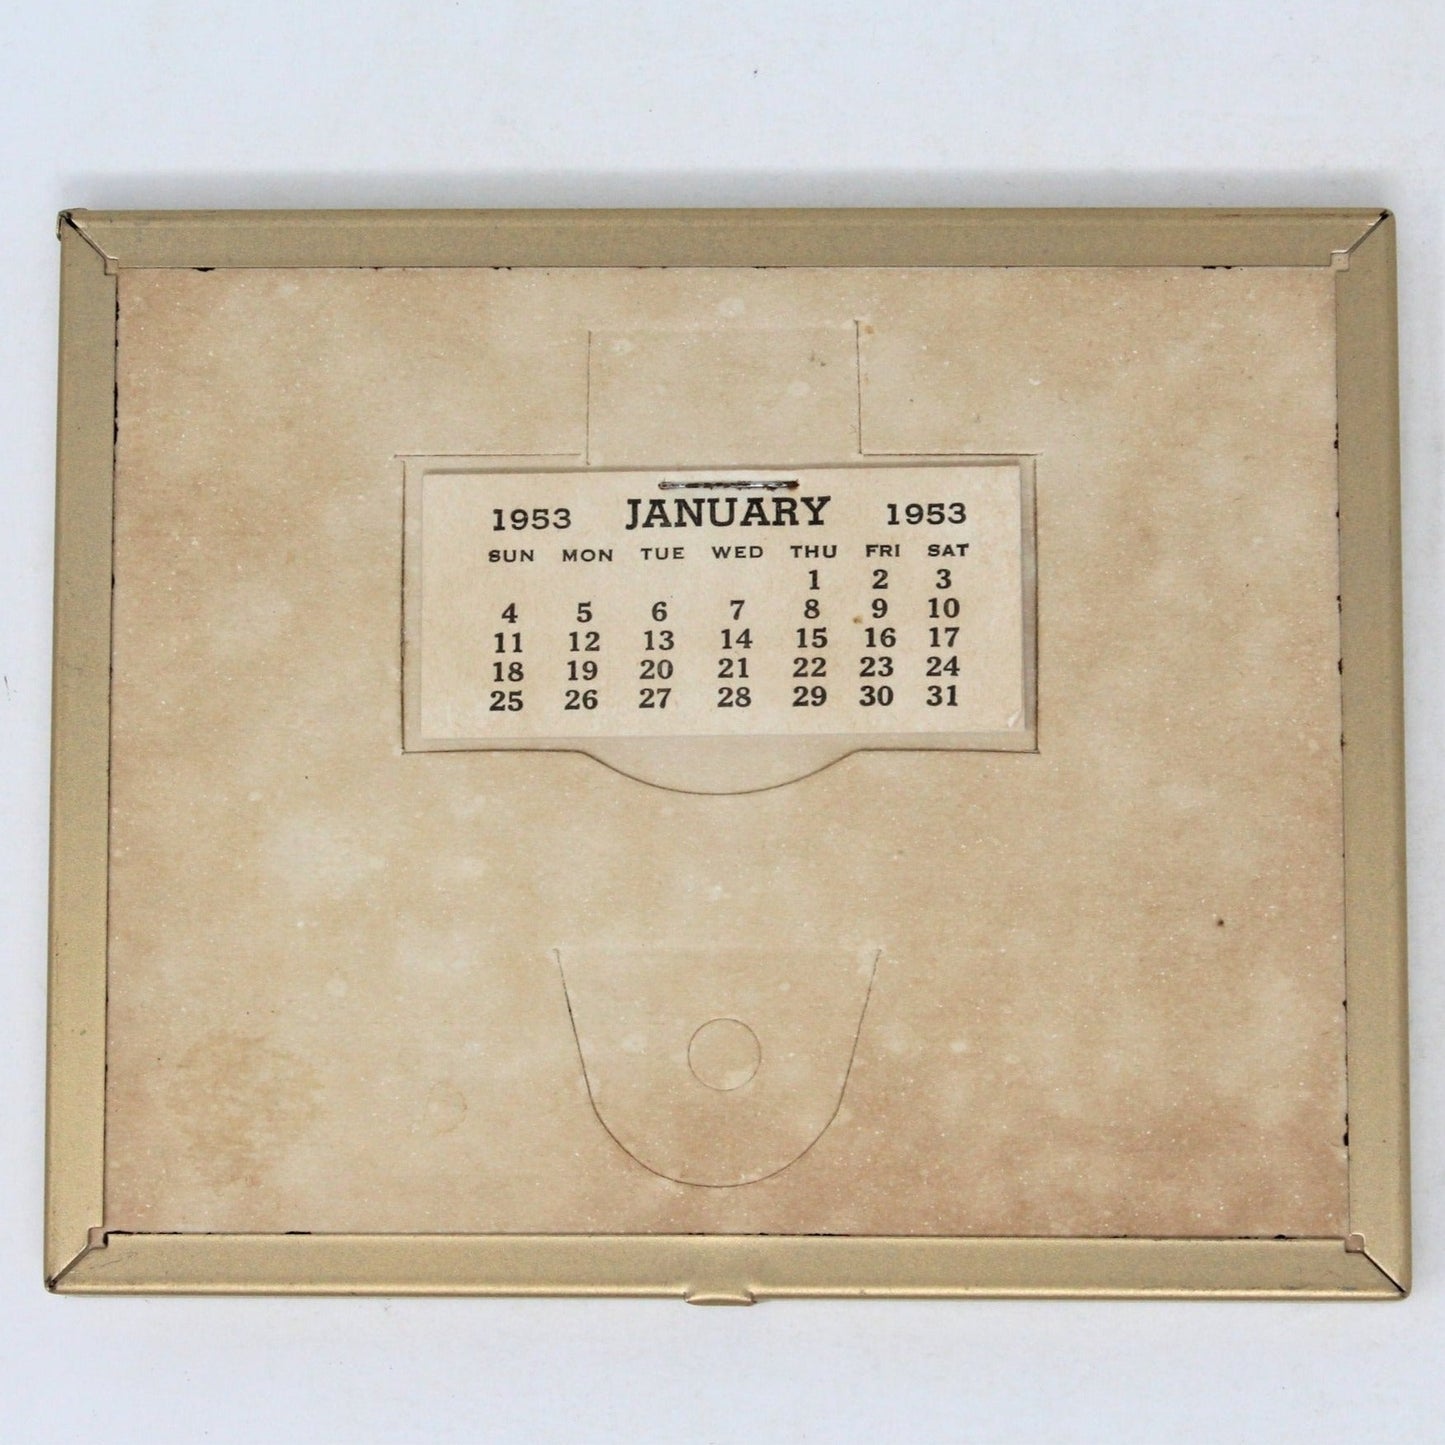 1953 JANUARY 1953
SUN MON TUE WED THU FRI SAT
1 2 3
4 5 6 7 8 9 10
11 12 13 14 15 16 17
18 19 20 21 22 23 24
25 26 27 28 29 30 31